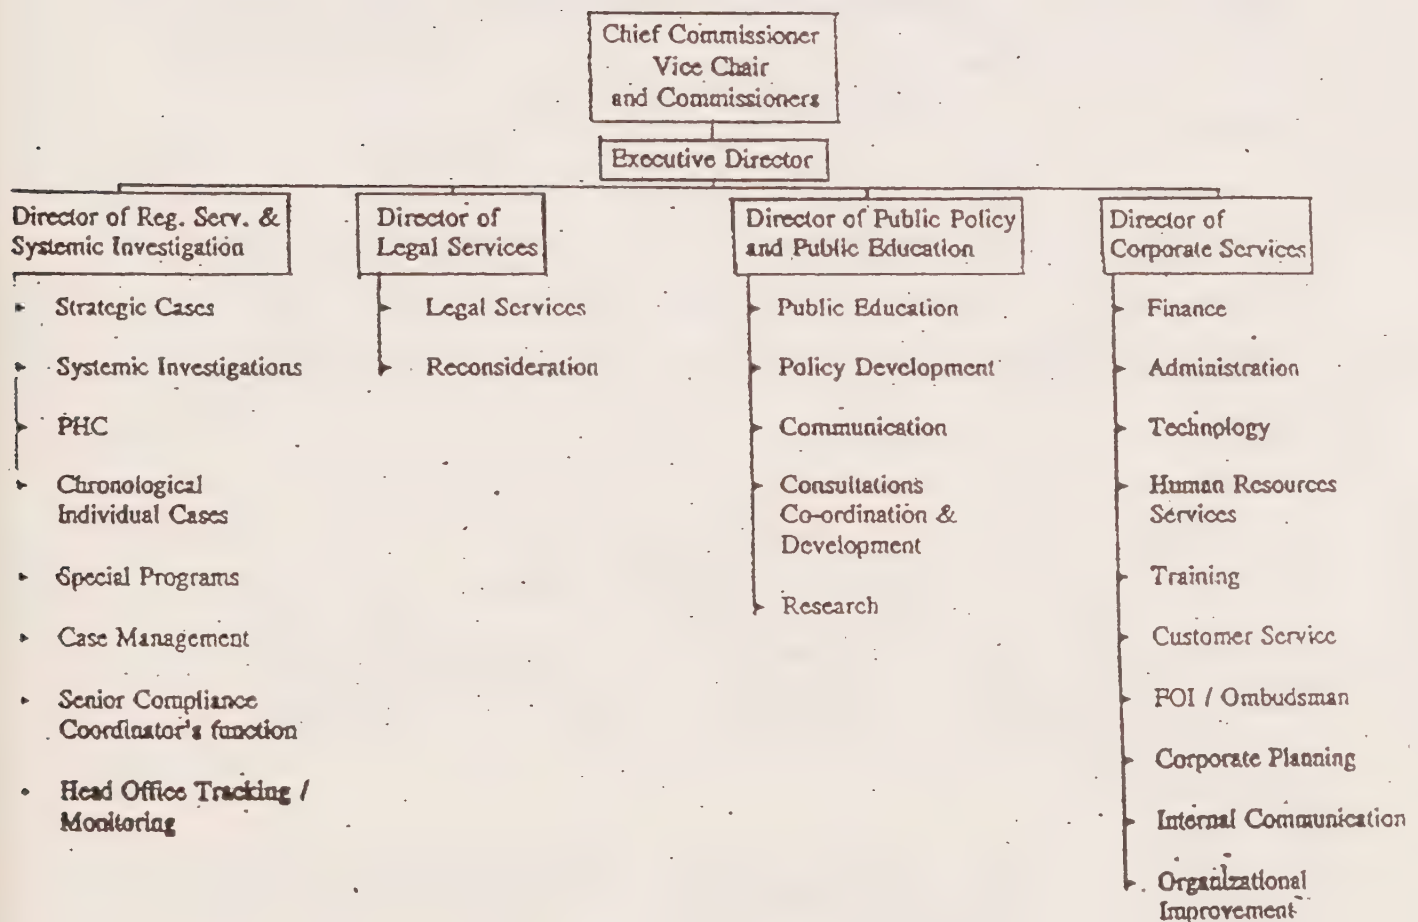 Chief Commissioner
Vice Chair
and Commissioners
Executive Director
Director of Reg. Serv. &
Systemic Investigation
Strategic Cases
Systemic Investigations
PHC
Chronological
Individual Cases
Special Programs
Case Management
Senior Compliance
Coordinator's function
Head Office Tracking /
Monitoring
Director of
Legal Services
Legal Services
Reconsideration
Director of Public Policy
and Public Education
Public Education
Policy Development
Communication
Consultations
Co-ordination &
Development
Research
Director of
Corporate Services
Finance
Administration
Technology
Human Resources
Services
Training
Customer Service
FOI / Ombudsman
Corporate Planning
Internal Communication
Organizational
Improvement